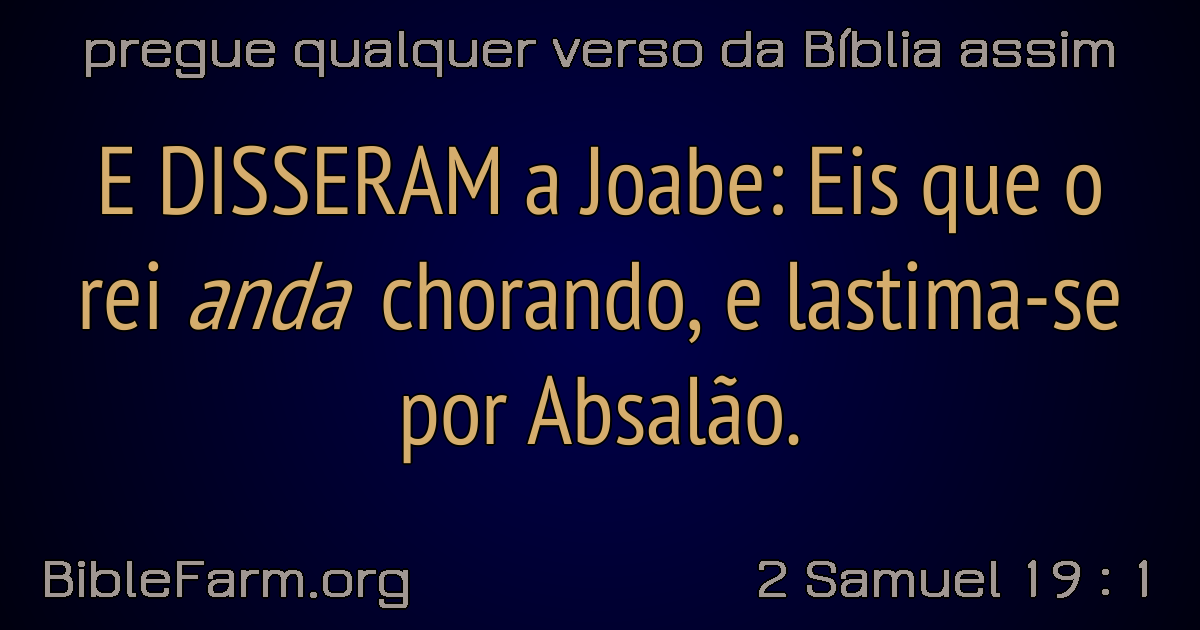 pregue qualquer verso da Bíblia assim
E DISSERAM a Joabe: Eis que o
rei anda chorando, e lastima-se
por Absalão.
BibleFarm.org
2 Samuel 19 : 1